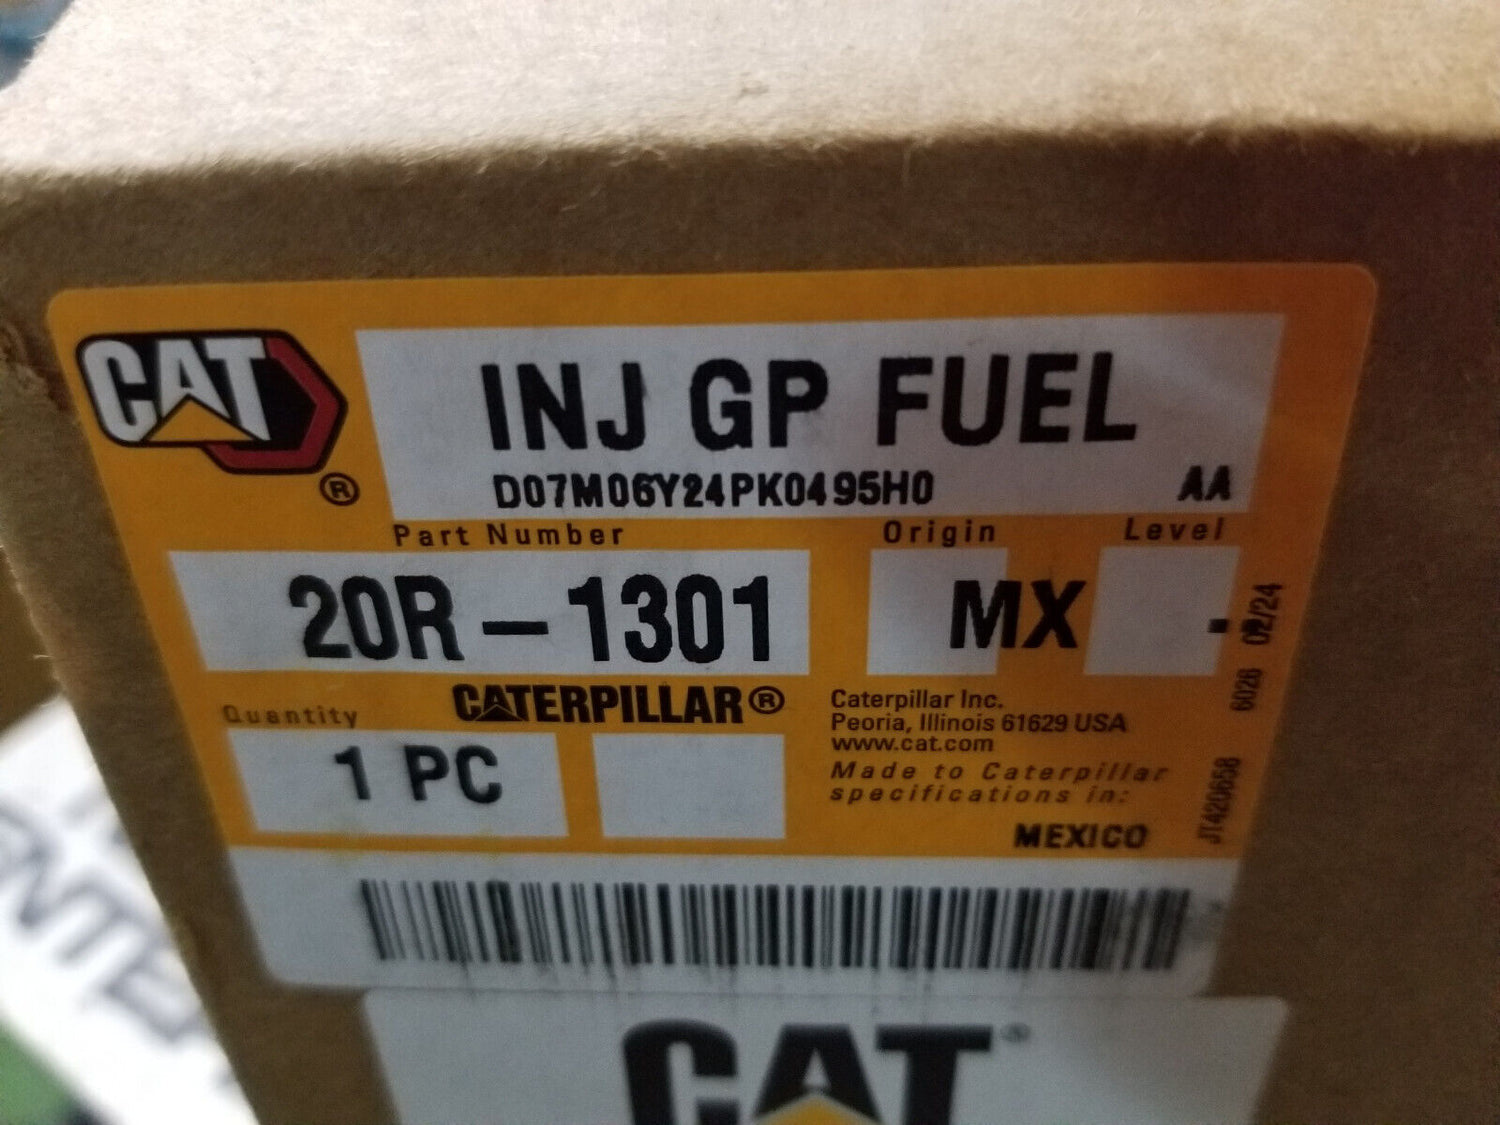 CAT
®
INJ GP FUEL
D07M06Y24PK0495H0 AA
Part Number Origin Level
20R-1301 MX -
6026 02/24
Quantity
CATERPILLAR®
1 PC
Caterpillar Inc.
Peoria, Illinois 61629 USA
www.cat.com
Made to Caterpillar
specifications in:
MEXICO
JT420658
CAT®